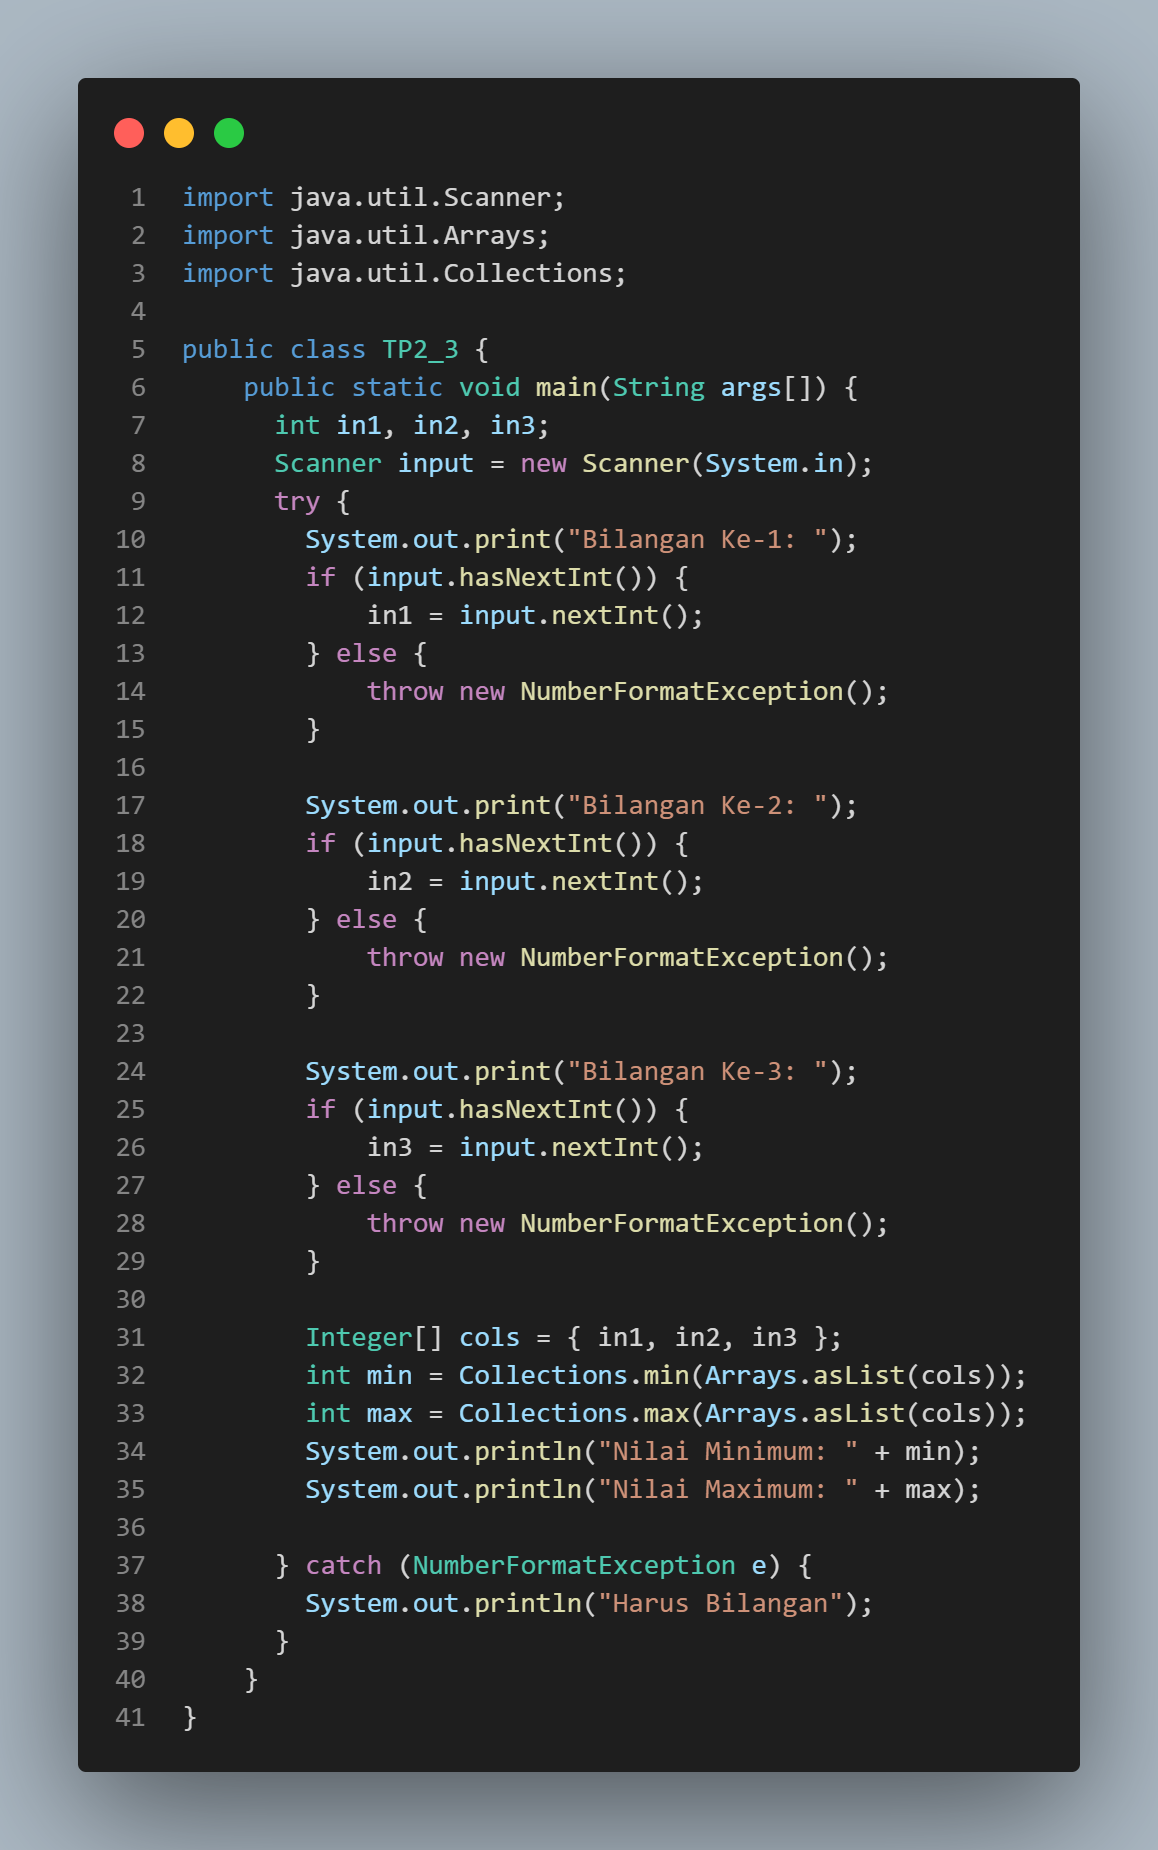 1 import java.util.Scanner;
2 import java.util.Arrays;
3 import java.util.Collections;
4
5 public class TP2_3 {
6     public static void main(String args[]) {
7       int in1, in2, in3;
8       Scanner input = new Scanner(System.in);
9       try {
10         System.out.print("Bilangan Ke-1: ");
11         if (input.hasNextInt()) {
12             in1 = input.nextInt();
13         } else {
14             throw new NumberFormatException();
15         }
16
17         System.out.print("Bilangan Ke-2: ");
18         if (input.hasNextInt()) {
19             in2 = input.nextInt();
20         } else {
21             throw new NumberFormatException();
22         }
23
24         System.out.print("Bilangan Ke-3: ");
25         if (input.hasNextInt()) {
26             in3 = input.nextInt();
27         } else {
28             throw new NumberFormatException();
29         }
30
31         Integer[] cols = { in1, in2, in3 };
32         int min = Collections.min(Arrays.asList(cols));
33         int max = Collections.max(Arrays.asList(cols));
34         System.out.println("Nilai Minimum: " + min);
35         System.out.println("Nilai Maximum: " + max);
36
37       } catch (NumberFormatException e) {
38         System.out.println("Harus Bilangan");
39       }
40     }
41 }